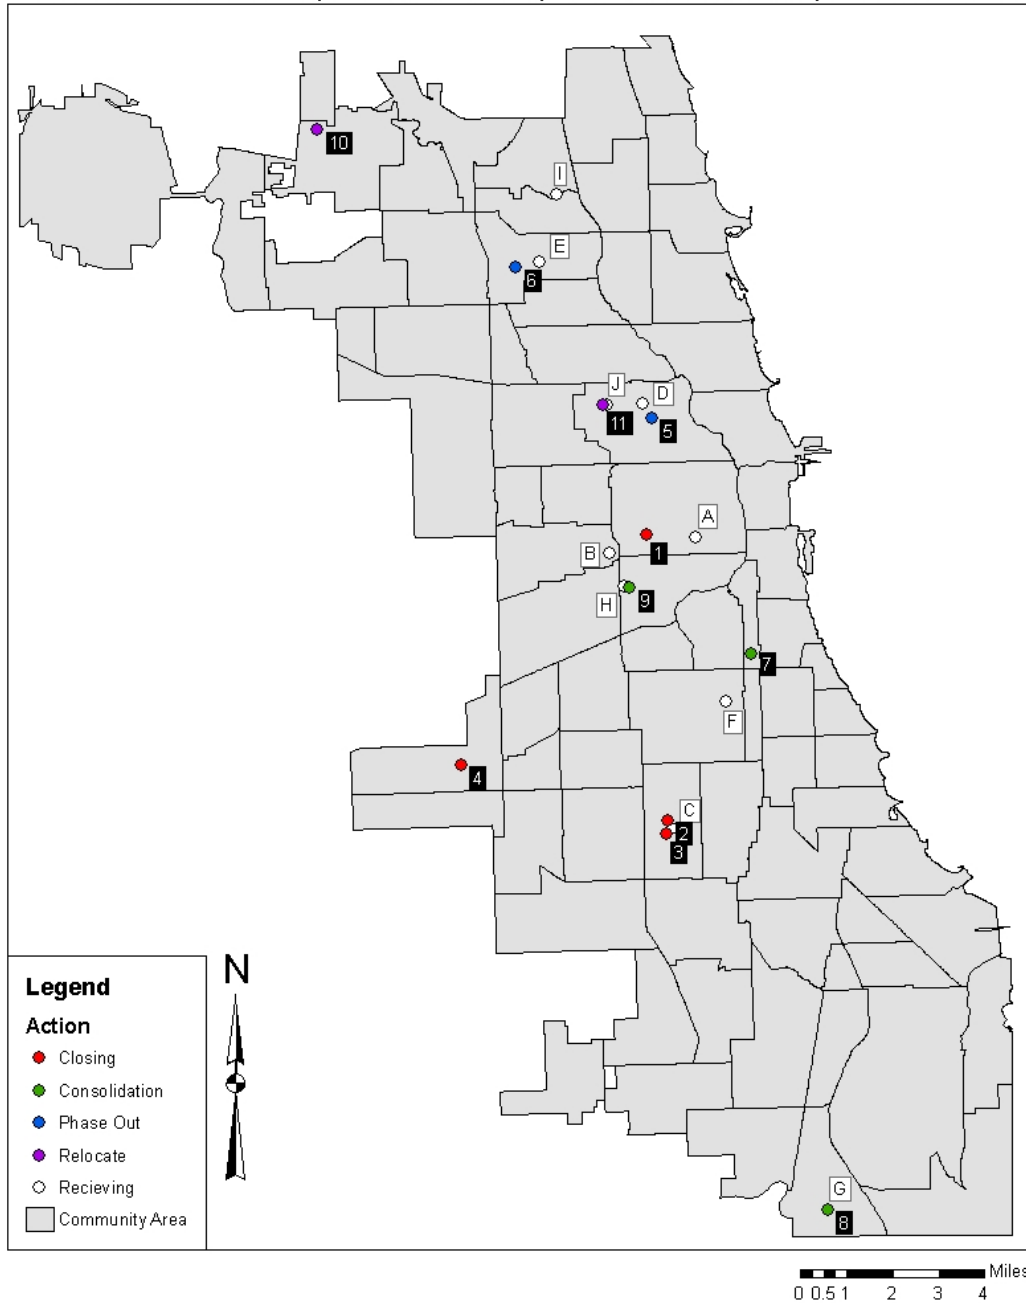 10
I
E
6
J
D
11
5
A
1
B
H
9
7
F
4
C
2
3
N
Legend
Action
Closing
Consolidation
Phase Out
Relocate
Recieving
Community Area
G
8
Miles
0 0.5 1 2 3 4